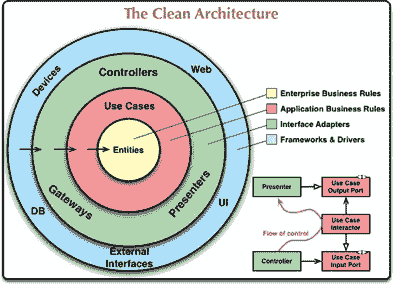 The Clean Architecture
Devices
Web
Controllers
Use Cases
Entities
Gateways
Presenters
DB
UI
External
Interfaces
Enterprise Business Rules
Application Business Rules
Interface Adapters
Frameworks & Drivers
Presenter
Use Case
Output Port
Flow of control
Use Case
Interactor
Controller
Use Case
Input Port